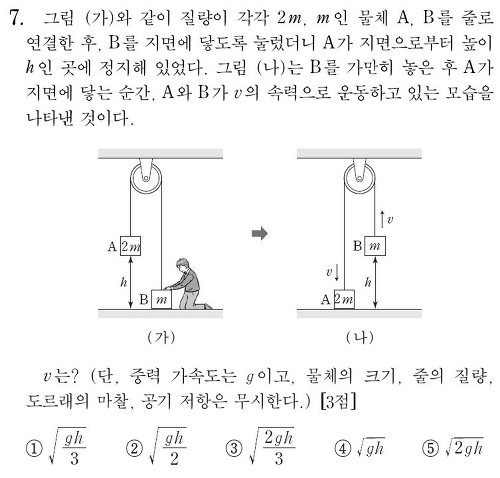 7. 그림 (가)와 같이 질량이 각각 2m, m인 물체 A, B를 줄로
연결한 후, B를 지면에 닿도록 눌렀더니 A가 지면으로부터 높이
h인 곳에 정지해 있었다. 그림 (나)는 B를 가만히 놓은 후 A가
지면에 닿는 순간, A와 B가 v의 속력으로 운동하고 있는 모습을
나타낸 것이다.
A 2m
h
B m
(가)
v
B m
v
h
A 2m
(나)
v는? (단, 중력 가속도는 g이고, 물체의 크기, 줄의 질량,
도르래의 마찰, 공기 저항은 무시한다.) [3점]
① √(gh/3) ② √(gh/2) ③ √(2gh/3) ④ √gh ⑤ √2gh